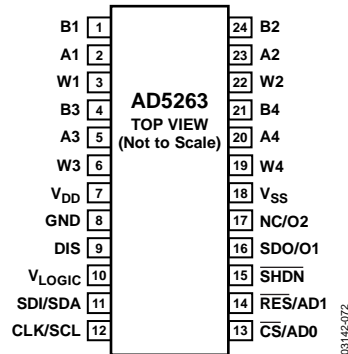 B1 1 24 B2
A1 2 23 A2
W1 3 22 W2
B3 4 21 B4
A3 5 20 A4
W3 6 19 W4
VDD 7 18 VSS
GND 8 17 NC/O2
DIS 9 16 SDO/O1
VLOGIC 10 15 SHDN
SDI/SDA 11 14 RES/AD1
CLK/SCL 12 13 CS/AD0
AD5263
TOP VIEW
(Not to Scale)
03142-072